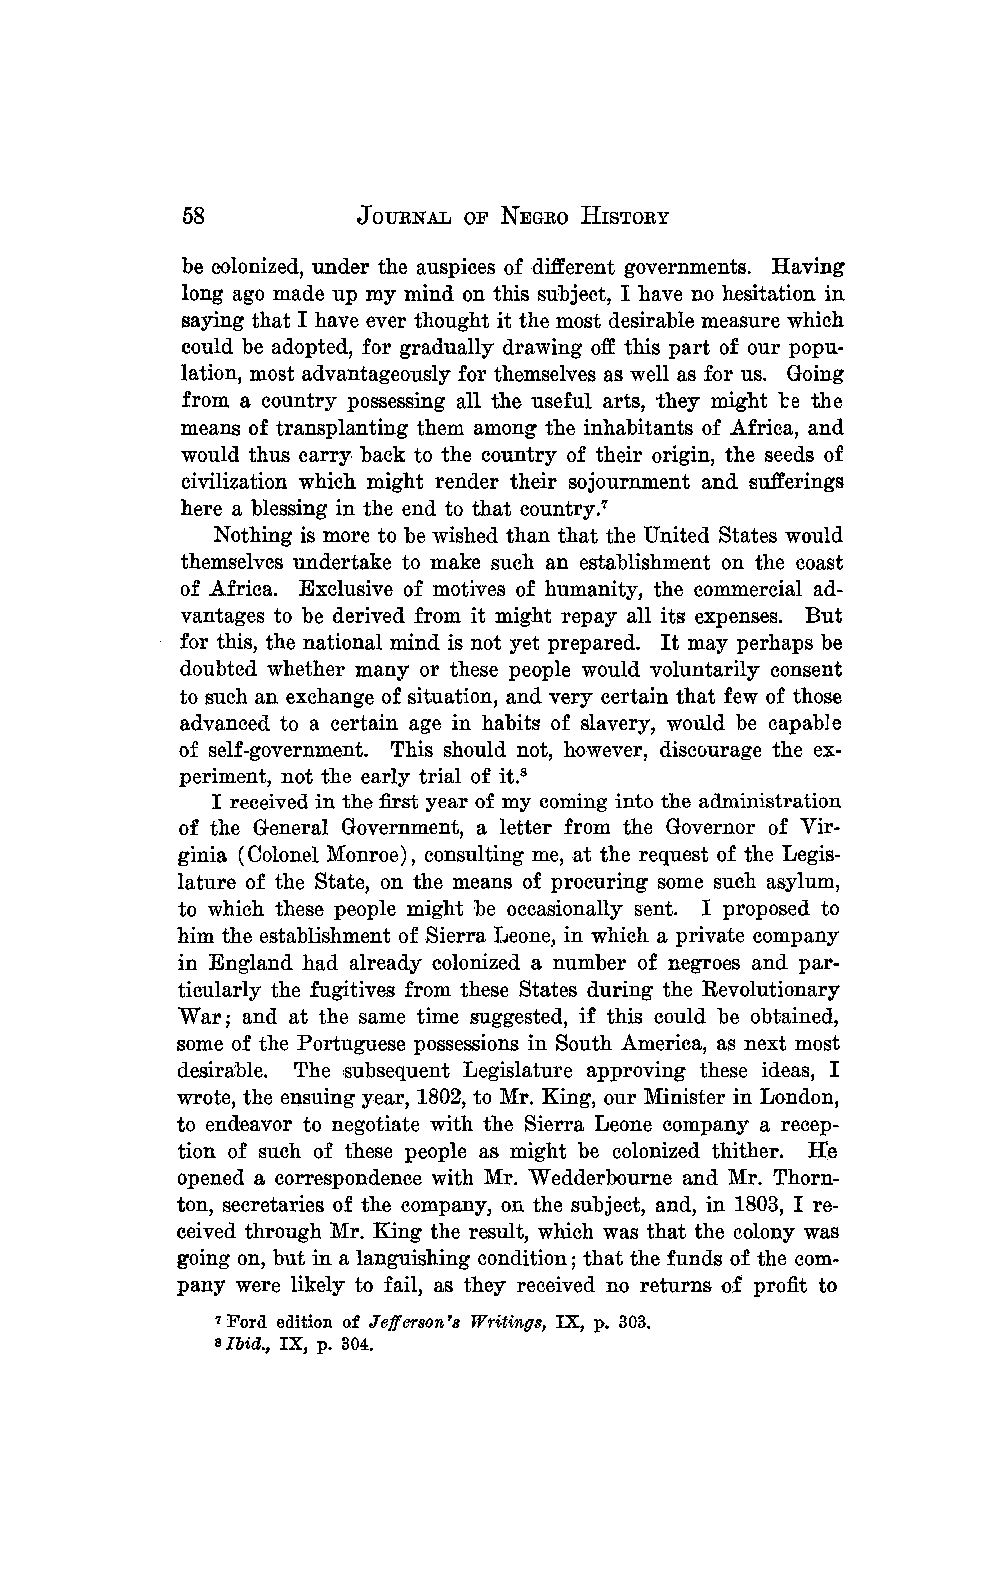 58 JOURNAL OF NEGRO HISTORY
be colonized, under the auspices of different governments. Having
long ago made up my mind on this subject, I have no hesitation in
saying that I have ever thought it the most desirable measure which
could be adopted, for gradually drawing off this part of our popu-
lation, most advantageously for themselves as well as for us. Going
from a country possessing all the useful arts, they might be the
means of transplanting them among the inhabitants of Africa, and
would thus carry back to the country of their origin, the seeds of
civilization which might render their sojournment and sufferings
here a blessing in the end to that country.⁷
Nothing is more to be wished than that the United States would
themselves undertake to make such an establishment on the coast
of Africa. Exclusive of motives of humanity, the commercial ad-
vantages to be derived from it might repay all its expenses. But
for this, the national mind is not yet prepared. It may perhaps be
doubted whether many or these people would voluntarily consent
to such an exchange of situation, and very certain that few of those
advanced to a certain age in habits of slavery, would be capable
of self-government. This should not, however, discourage the ex-
periment, not the early trial of it.⁸
I received in the first year of my coming into the administration
of the General Government, a letter from the Governor of Vir-
ginia (Colonel Monroe), consulting me, at the request of the Legis-
lature of the State, on the means of procuring some such asylum,
to which these people might be occasionally sent. I proposed to
him the establishment of Sierra Leone, in which a private company
in England had already colonized a number of negroes and par-
ticularly the fugitives from these States during the Revolutionary
War; and at the same time suggested, if this could be obtained,
some of the Portuguese possessions in South America, as next most
desirable. The subsequent Legislature approving these ideas, I
wrote, the ensuing year, 1802, to Mr. King, our Minister in London,
to endeavor to negotiate with the Sierra Leone company a recep-
tion of such of these people as might be colonized thither. He
opened a correspondence with Mr. Wedderbourne and Mr. Thorn-
ton, secretaries of the company, on the subject, and, in 1803, I re-
ceived through Mr. King the result, which was that the colony was
going on, but in a languishing condition; that the funds of the com-
pany were likely to fail, as they received no returns of profit to
⁷ Ford edition of Jefferson's Writings, IX, p. 303.
⁸ Ibid., IX, p. 304.